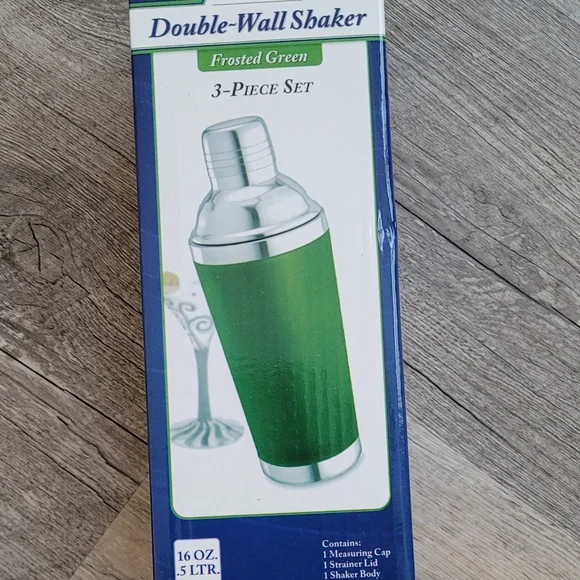 Double-Wall Shaker
Frosted Green
3-Piece Set
16 OZ.
.5 LTR.
Contains:
1 Measuring Cap
1 Strainer Lid
1 Shaker Body